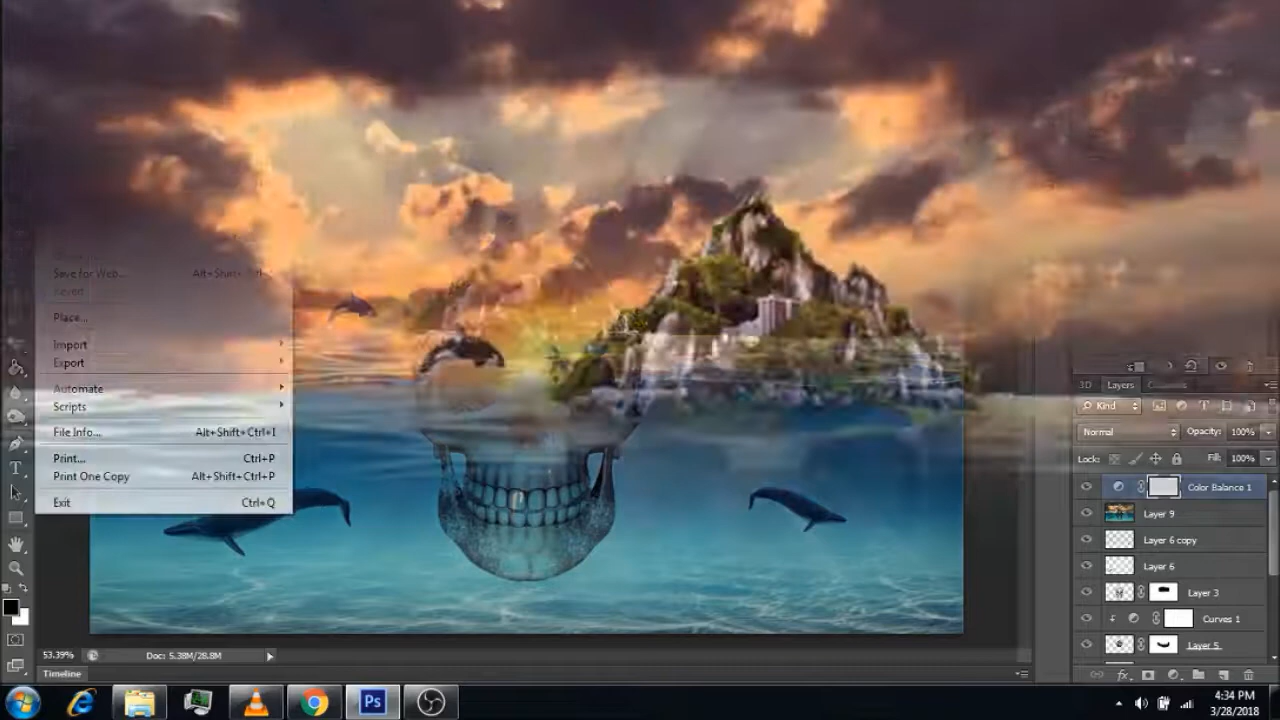 Save for Web... Alt+Shift+Ctrl
Revert
Place...
Import
Export
Automate
Scripts
File Info... Alt+Shift+Ctrl+I
Print... Ctrl+P
Print One Copy Alt+Shift+Ctrl+P
Exit Ctrl+Q
3D Layers Channels
Kind
Normal Opacity: 100%
Lock: Fill: 100%
Color Balance 1
Layer 9
Layer 6 copy
Layer 6
Layer 3
Curves 1
Layer 5
53.39% Doc: 5.38M/28.8M
Timeline
Ps
4:34 PM
3/28/2018